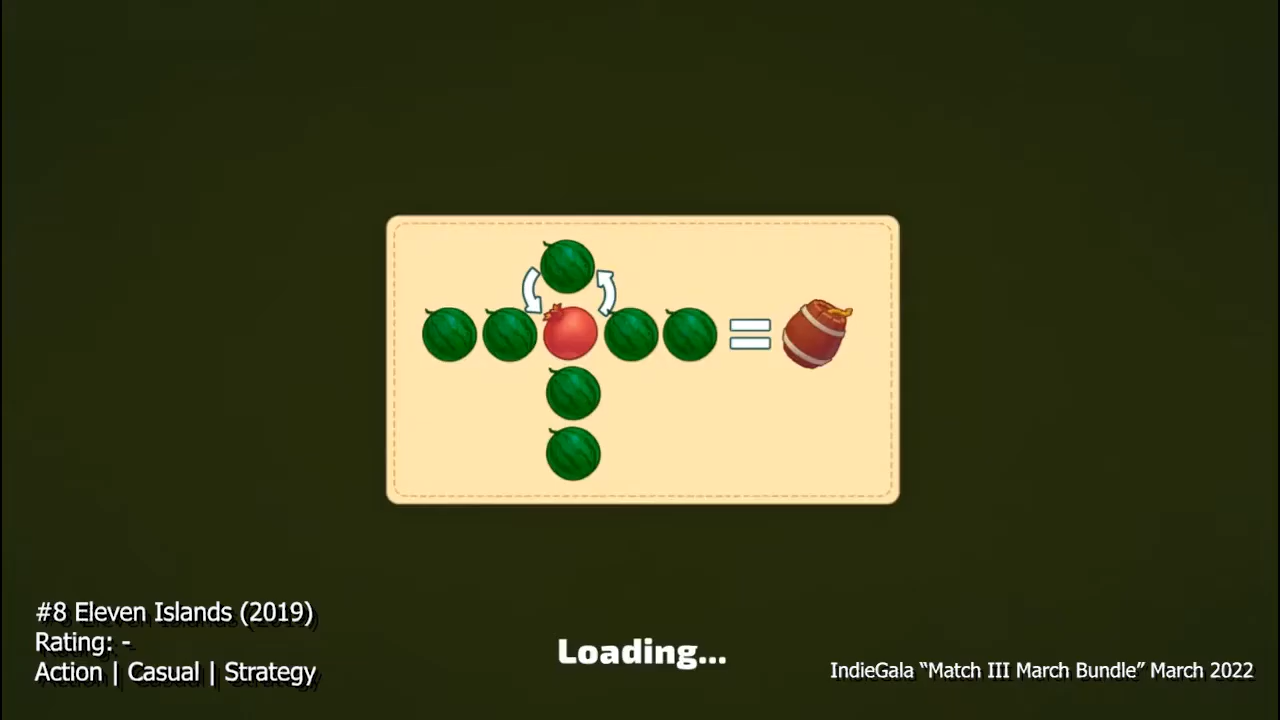 #8 Eleven Islands (2019)
Rating: -
Action | Casual | Strategy
Loading...
IndieGala “Match III March Bundle” March 2022